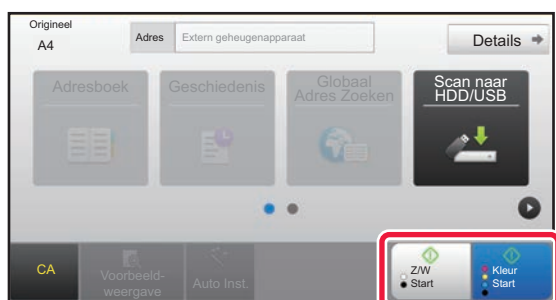 Origineel
A4
Adres
Extern geheugenapparaat
Details
Adresboek
Geschiedenis
Globaal
Adres Zoeken
Scan naar
HDD/USB
CA
Voorbeeld-
weergave
Auto Inst.
Z/W
Start
Kleur
Start